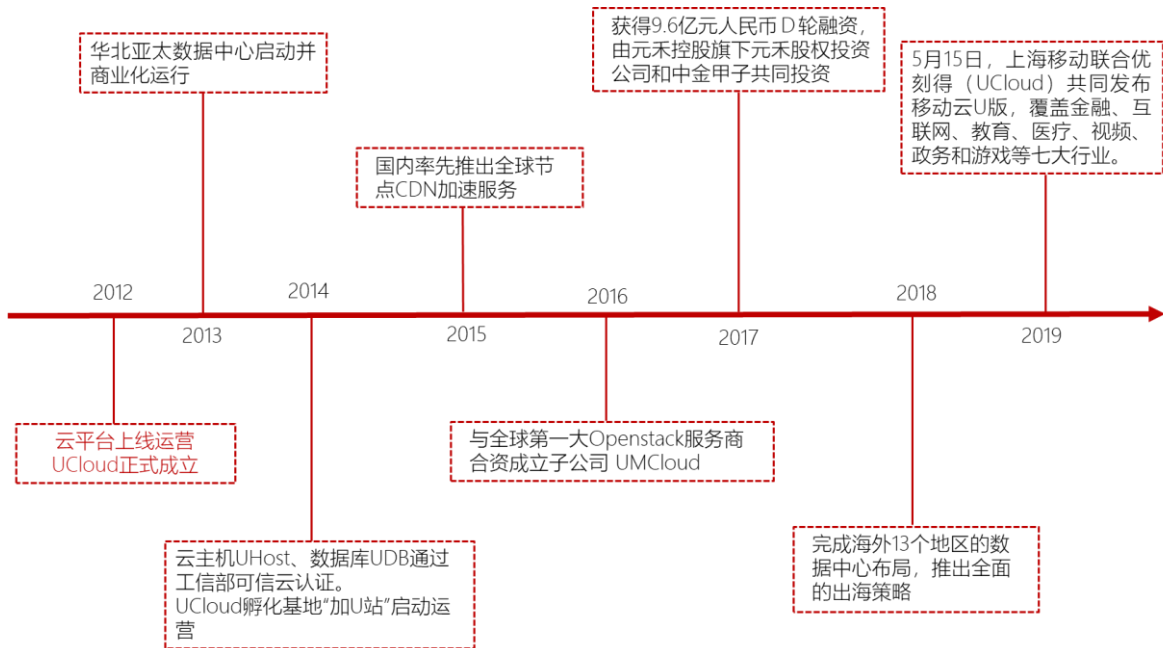 华北亚太数据中心启动并
商业化运行
获得9.6亿元人民币D轮融资，
由元禾控股旗下元禾股权投资
公司和中金甲子共同投资
5月15日，上海移动联合优
刻得（UCloud）共同发布
移动云U版，覆盖金融、互
联网、教育、医疗、视频、
政务和游戏等七大行业。
国内率先推出全球节
点CDN加速服务
2012
2014
2016
2018
2013
2015
2017
2019
云平台上线运营
UCloud正式成立
与全球第一大Openstack服务商
合资成立子公司 UMCloud
云主机UHost、数据库UDB通过
工信部可信云认证。
UCloud孵化基地“加U站”启动运
营
完成海外13个地区的数
据中心布局，推出全面
的出海策略